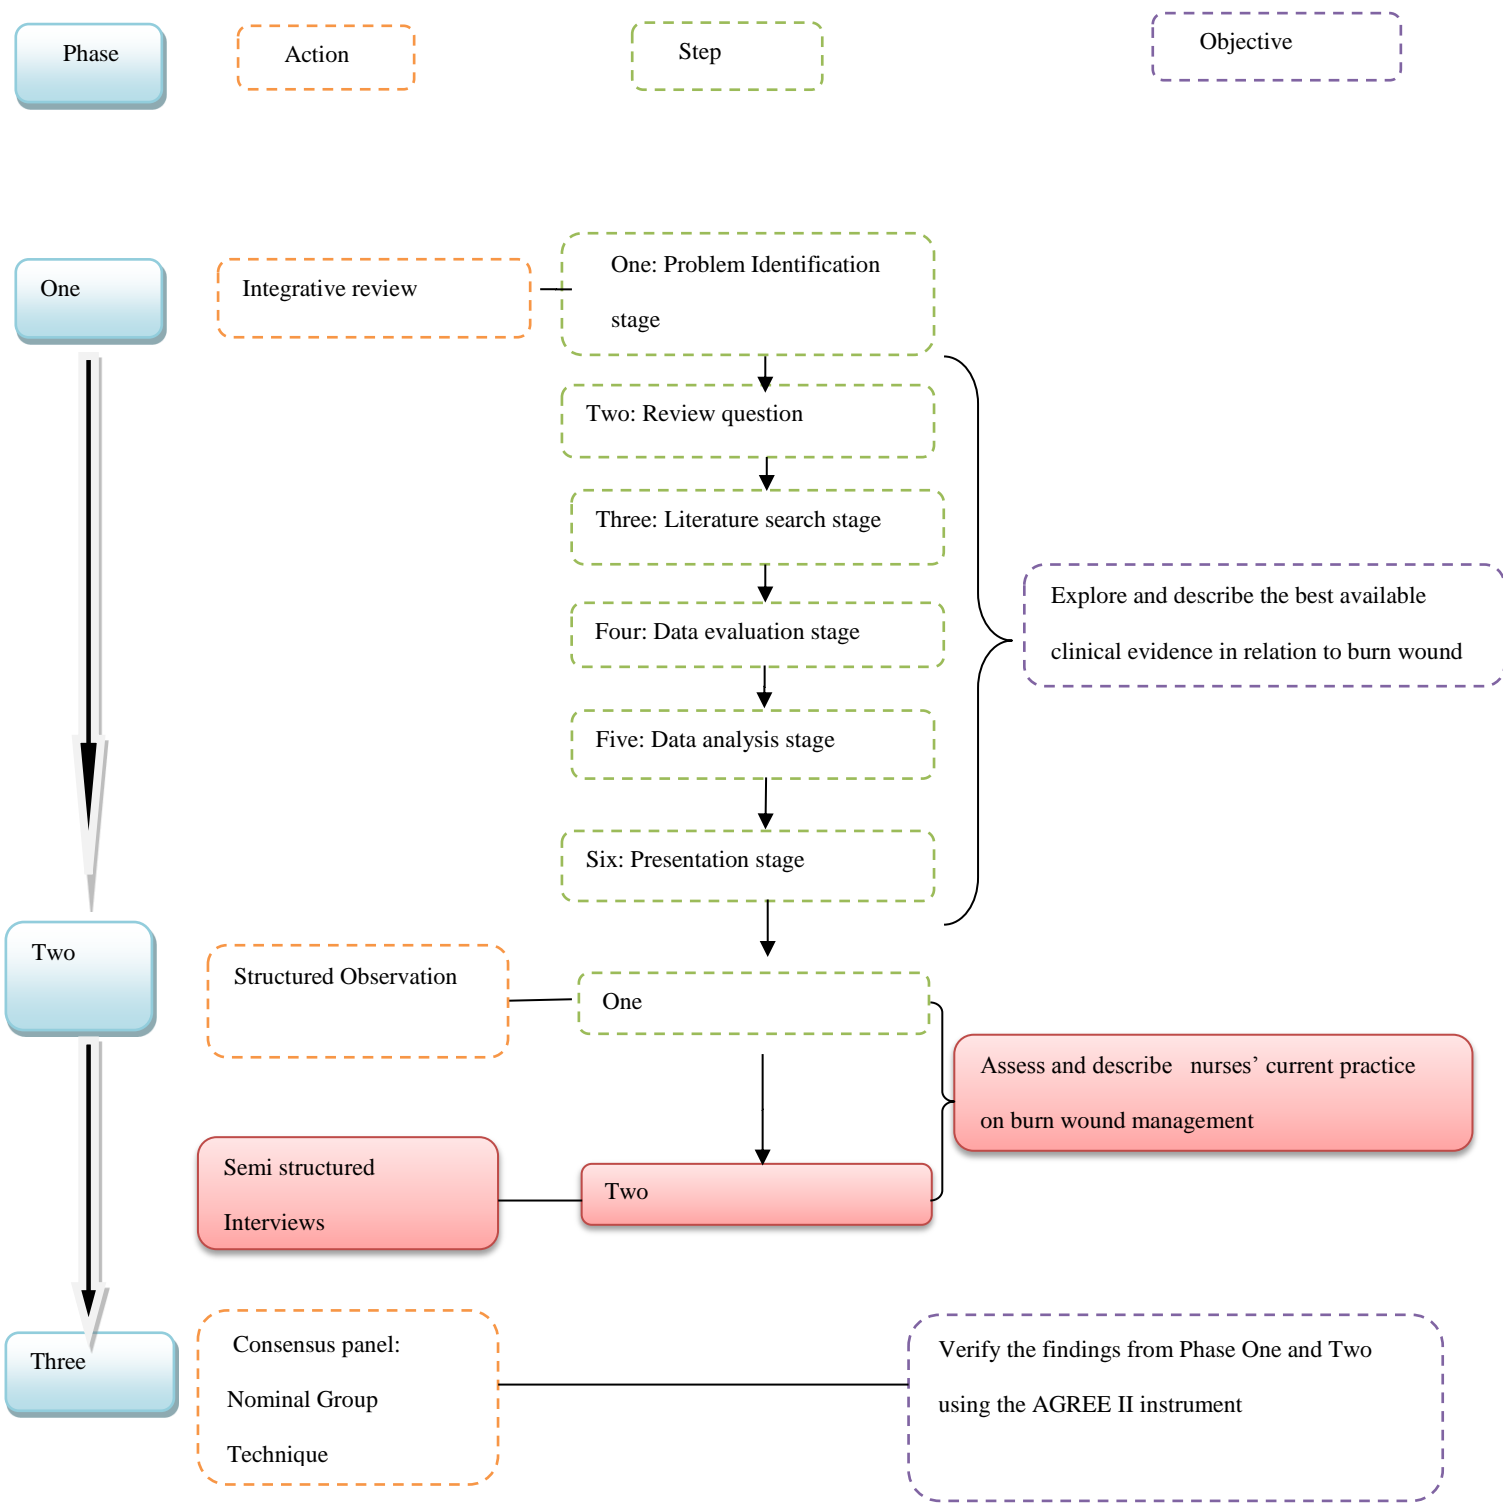 Phase
Action
Step
Objective
One
Integrative review
One: Problem Identification
stage
Two: Review question
Three: Literature search stage
Four: Data evaluation stage
Five: Data analysis stage
Six: Presentation stage
Explore and describe the best available
clinical evidence in relation to burn wound
Two
Structured Observation
One
Assess and describe nurses’ current practice
on burn wound management
Semi structured
Interviews
Two
Three
Consensus panel:
Nominal Group
Technique
Verify the findings from Phase One and Two
using the AGREE II instrument